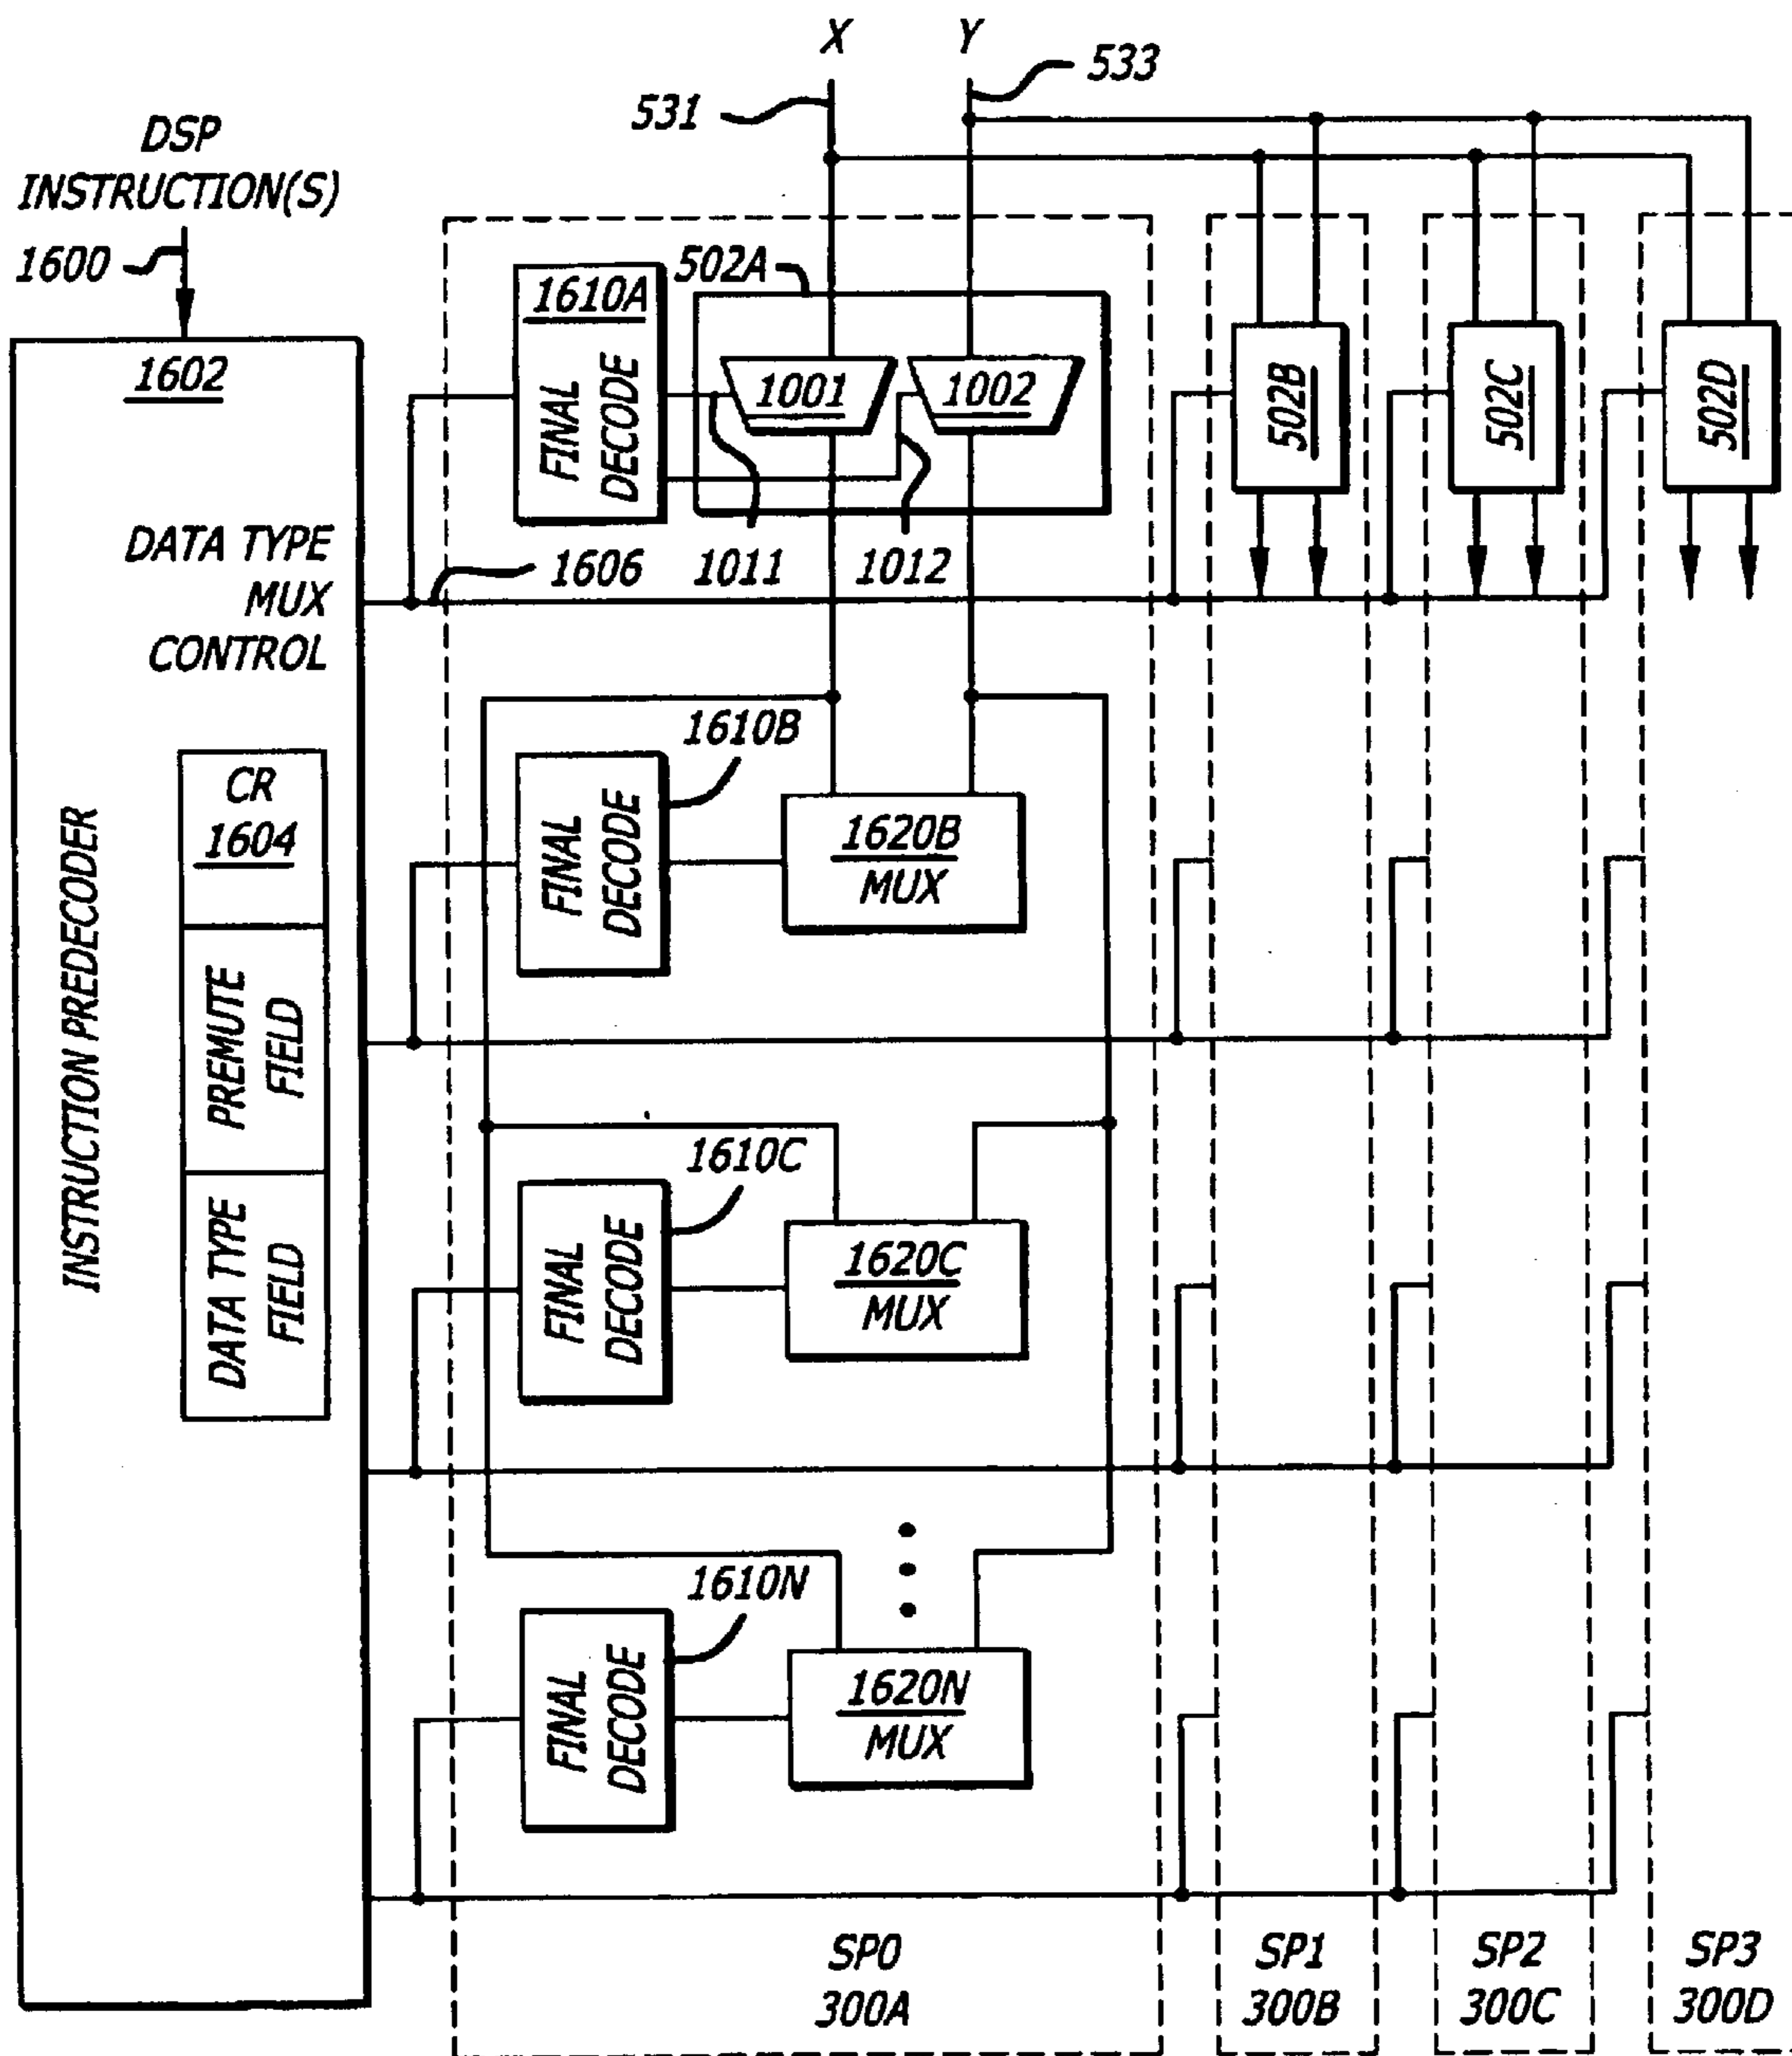 X
Y
531
533
DSP
INSTRUCTION(S)
1600
1602
DATA TYPE
MUX
CONTROL
INSTRUCTION PREDECODER
CR
1604
PREMUTE
FIELD
DATA TYPE
FIELD
1606
1610A
FINAL
DECODE
502A
1001
1002
1011
1012
502B
502C
502D
1610B
FINAL
DECODE
1620B
MUX
1610C
FINAL
DECODE
1620C
MUX
1610N
FINAL
DECODE
1620N
MUX
SP0
300A
SP1
300B
SP2
300C
SP3
300D